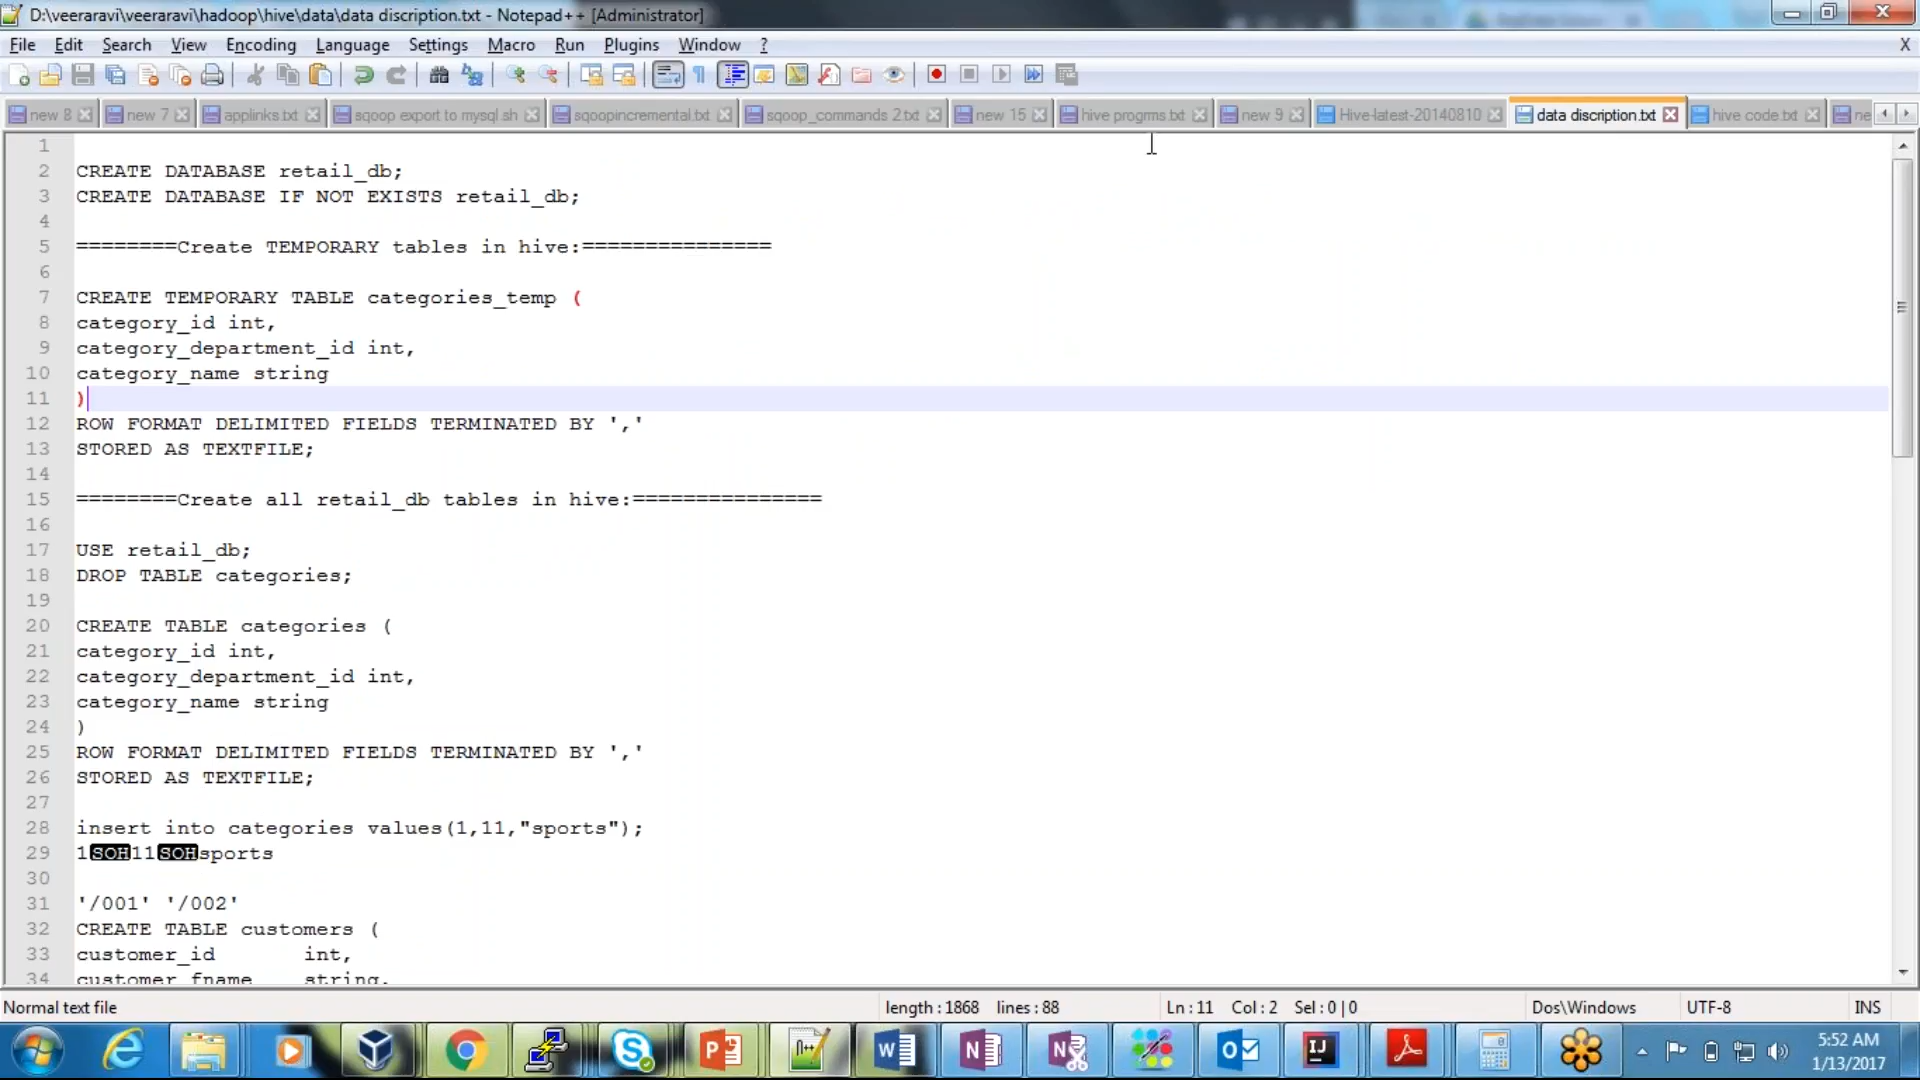 D:\veeraravi\veeraravi\hadoop\hive\data\data discription.txt - Notepad++ [Administrator]
File Edit Search View Encoding Language Settings Macro Run Plugins Window ? X
new 8 new 7 applinks.txt sqoop export to mysql.sh sqoopincremental.txt sqoop_commands 2.txt new 15 hive progrms.txt new 9 Hive-latest-20140810 data discription.txt hive code.txt ne
1
2 CREATE DATABASE retail_db;
3 CREATE DATABASE IF NOT EXISTS retail_db;
4
5 ========Create TEMPORARY tables in hive:===============
6
7 CREATE TEMPORARY TABLE categories_temp (
8 category_id int,
9 category_department_id int,
10 category_name string
11 )
12 ROW FORMAT DELIMITED FIELDS TERMINATED BY ','
13 STORED AS TEXTFILE;
14
15 ========Create all retail_db tables in hive:===============
16
17 USE retail_db;
18 DROP TABLE categories;
19
20 CREATE TABLE categories (
21 category_id int,
22 category_department_id int,
23 category_name string
24 )
25 ROW FORMAT DELIMITED FIELDS TERMINATED BY ','
26 STORED AS TEXTFILE;
27
28 insert into categories values(1,11,"sports");
29 1SOH11SOHsports
30
31 '/001' '/002'
32 CREATE TABLE customers (
33 customer_id int,
34 customer_fname string,
Normal text file length : 1868 lines : 88 Ln : 11 Col : 2 Sel : 0 | 0 Dos\Windows UTF-8 INS
5:52 AM
1/13/2017